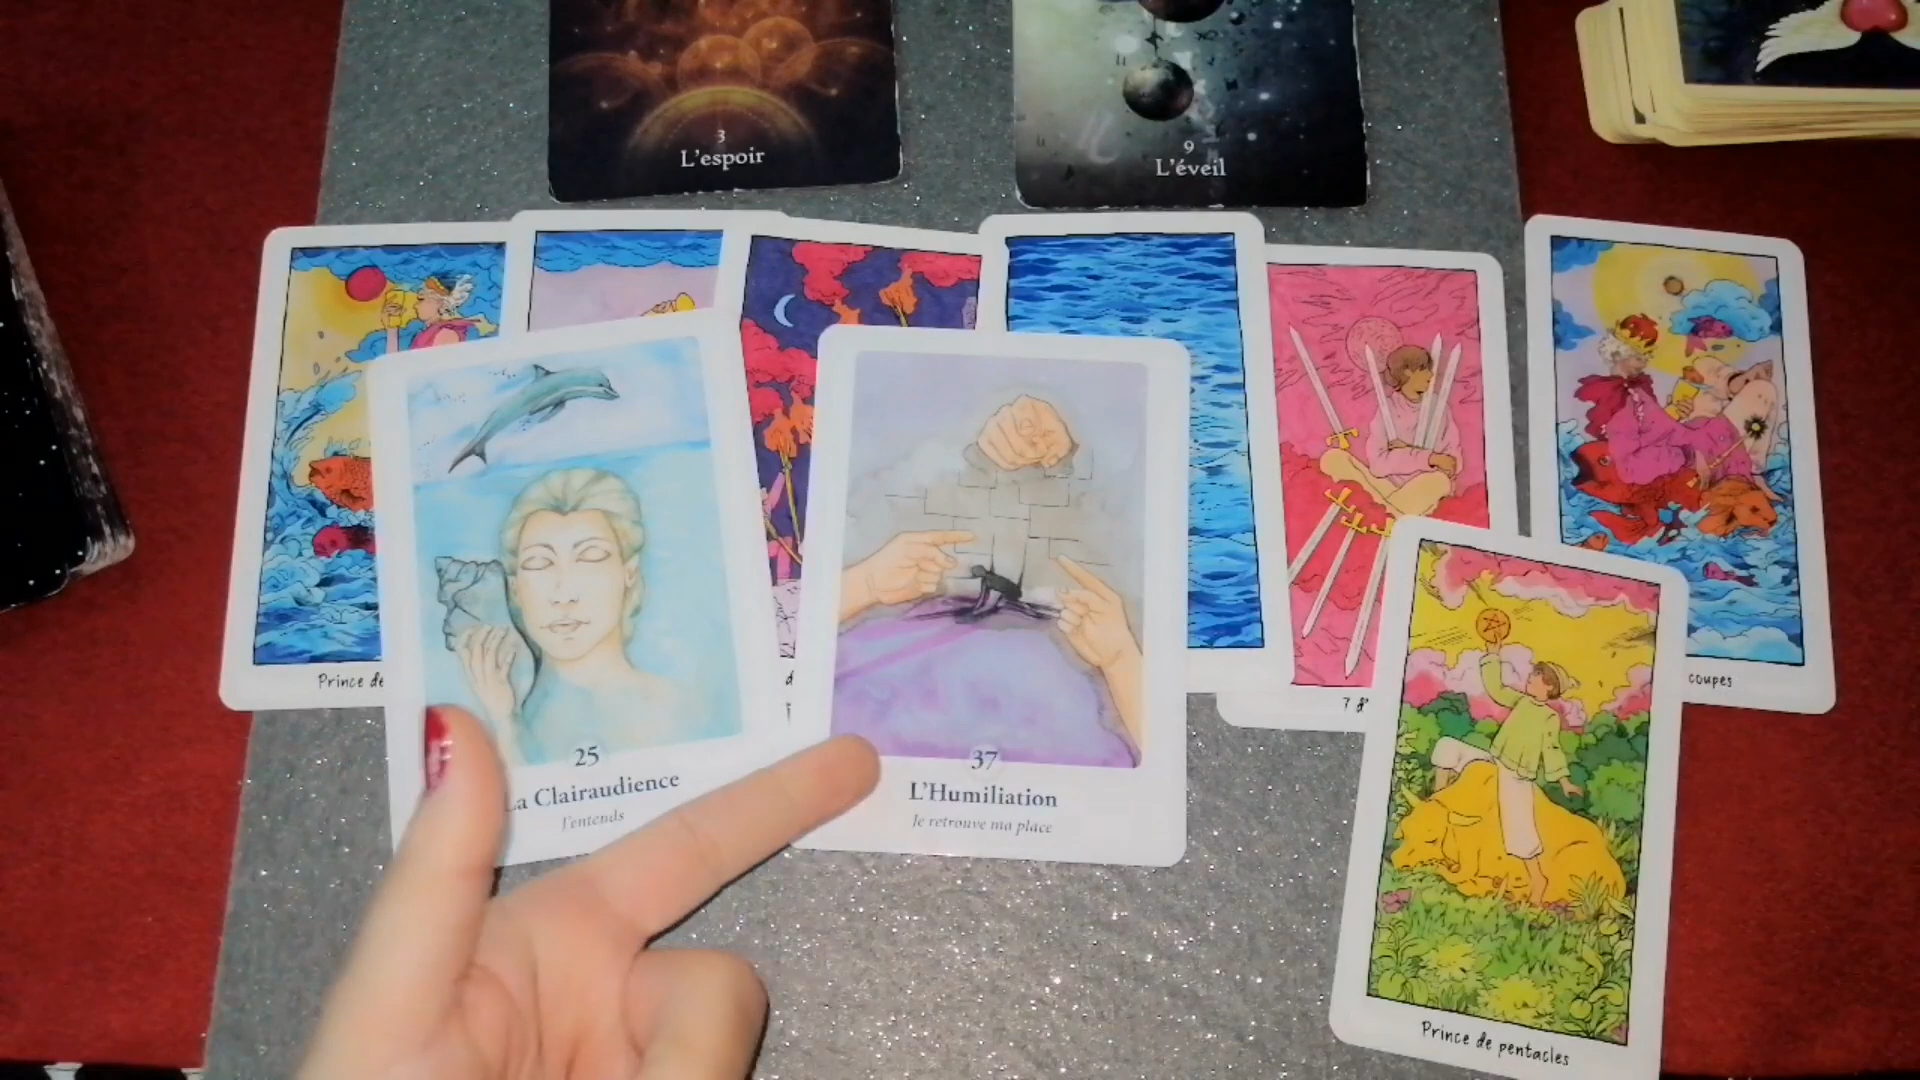 3
L'espoir
9
L'éveil
Prince de
d
7 d'
coupes
25
La Clairaudience
J'entends
37
L'Humiliation
Je retrouve ma place
Prince de pentacles